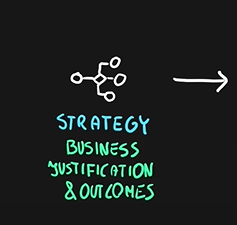 STRATEGY
BUSINESS
JUSTIFICATION
& OUTCOMES